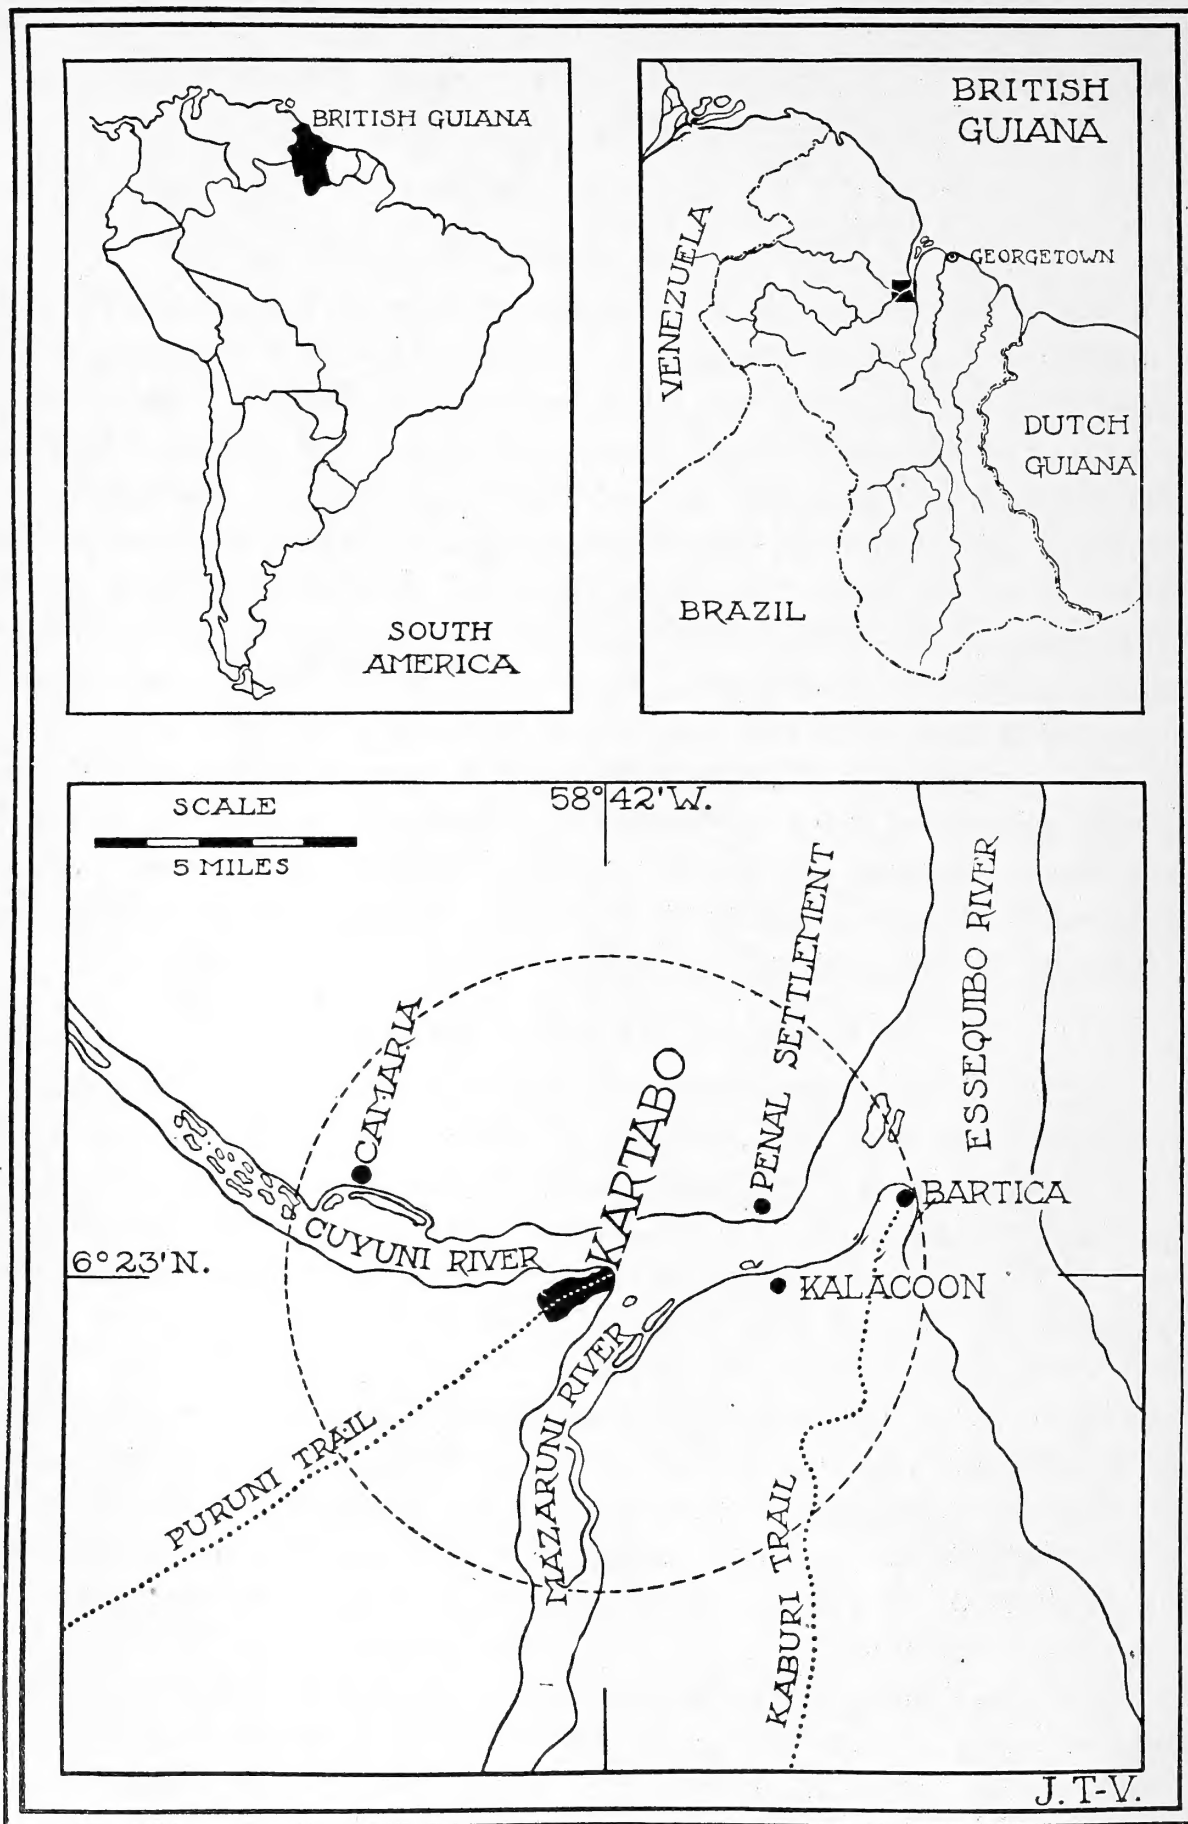 BRITISH GUIANA
SOUTH
AMERICA
BRITISH
GUIANA
VENEZUELA
GEORGETOWN
DUTCH
GUIANA
BRAZIL
SCALE
5 MILES
58°42'W.
PENAL SETTLEMENT
ESSEQUIBO RIVER
CAMARIA
KARTABO
BARTICA
CUYUNI RIVER
6°23'N.
KALACOON
MAZARUNI RIVER
PURUNI TRAIL
KABURI TRAIL
J. T-V.